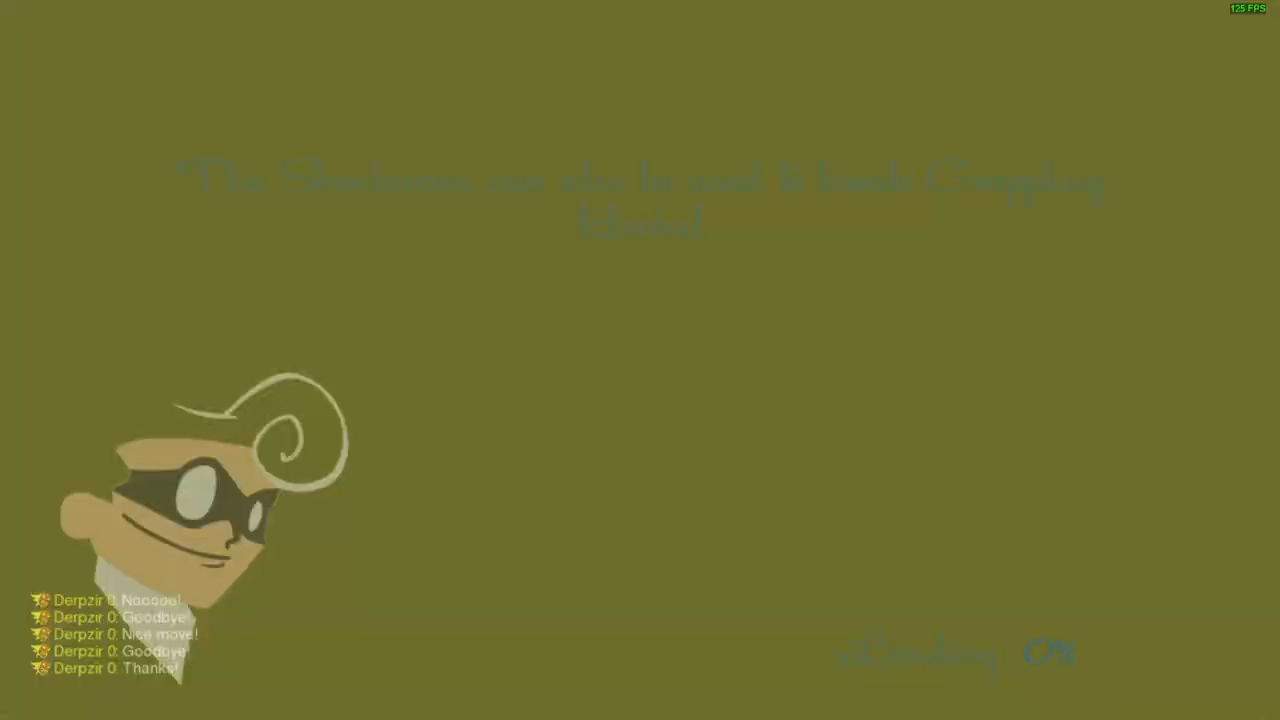 125 FPS
"The Shockwave can also be used to break Grappling
Hooks!
Derpzir 0: Nooooo!
Derpzir 0: Goodbye!
Derpzir 0: Nice move!
Derpzir 0: Goodbye!
Derpzir 0: Thanks!
Loading 0%